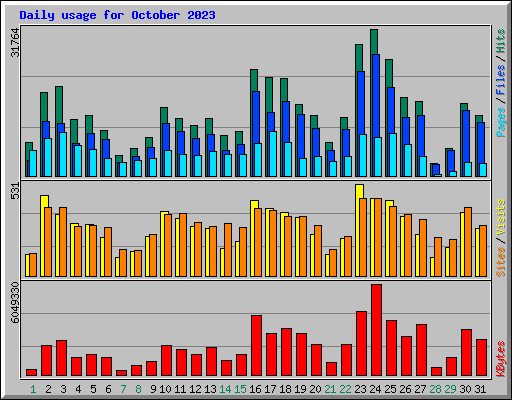 Daily usage for October 2023
31764
Pages / Files / Hits
531
Sites / Visits
6049330
KBytes
1 2 3 4 5 6 7 8 9 10 11 12 13 14 15 16 17 18 19 20 21 22 23 24 25 26 27 28 29 30 31